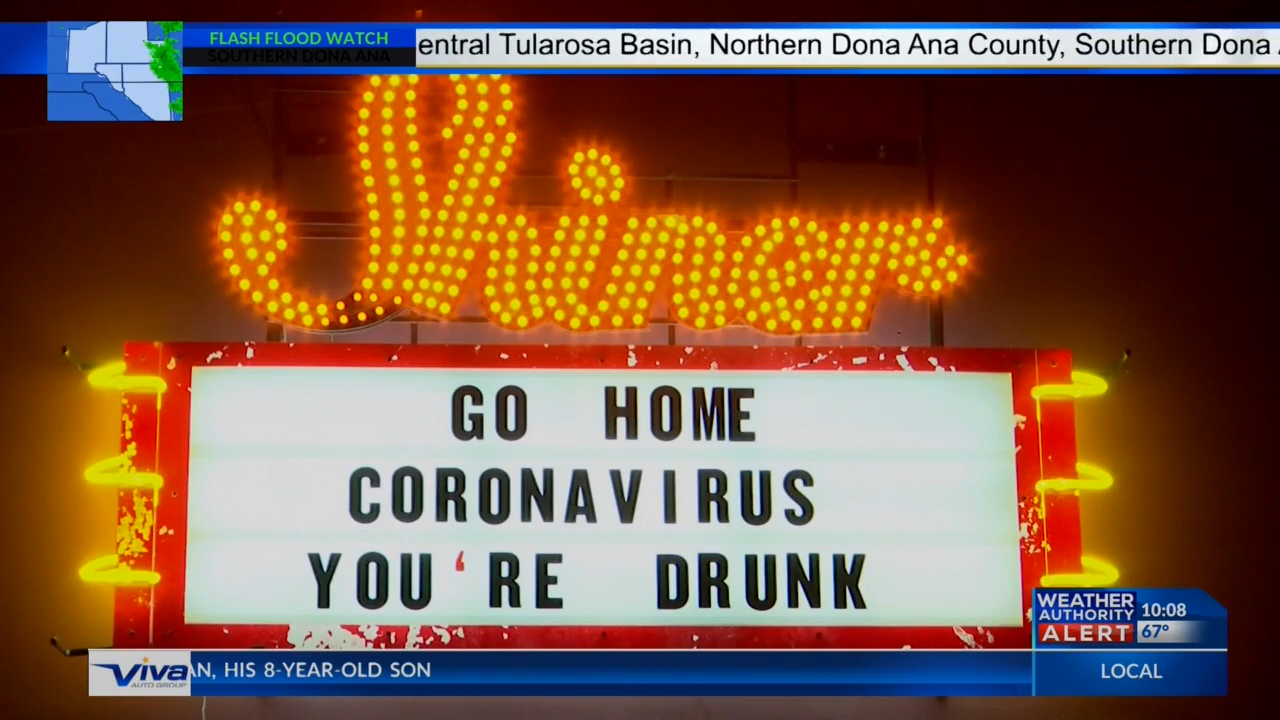 FLASH FLOOD WATCH
SOUTHERN DONA ANA
entral Tularosa Basin, Northern Dona Ana County, Southern Dona
Shiner
GO HOME
CORONAVIRUS
YOU'RE DRUNK
WEATHER
AUTHORITY
ALERT
10:08
67°
Viva
AUTO GROUP
AN, HIS 8-YEAR-OLD SON
LOCAL